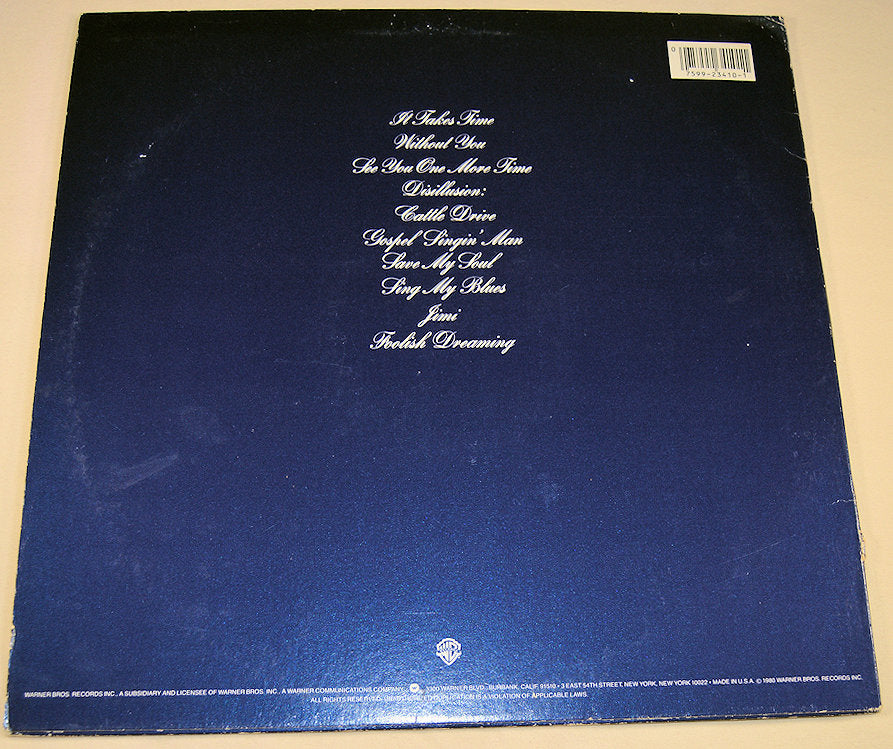 0 7599-23410-1
It Takes Time
Without You
See You One More Time
Disillusion:
Cattle Drive
Gospel Singin' Man
Save My Soul
Sing My Blues
Jimi
Foolish Dreaming
WARNER BROS. RECORDS INC., A SUBSIDIARY AND LICENSEE OF WARNER BROS. INC., A WARNER COMMUNICATIONS COMPANY 3300 WARNER BLVD., BURBANK, CALIF. 91510 • 3 EAST 54TH STREET, NEW YORK, NEW YORK 10022 • MADE IN U.S.A. © 1980 WARNER BROS. RECORDS INC.
ALL RIGHTS RESERVED. UNAUTHORIZED DUPLICATION IS A VIOLATION OF APPLICABLE LAWS.